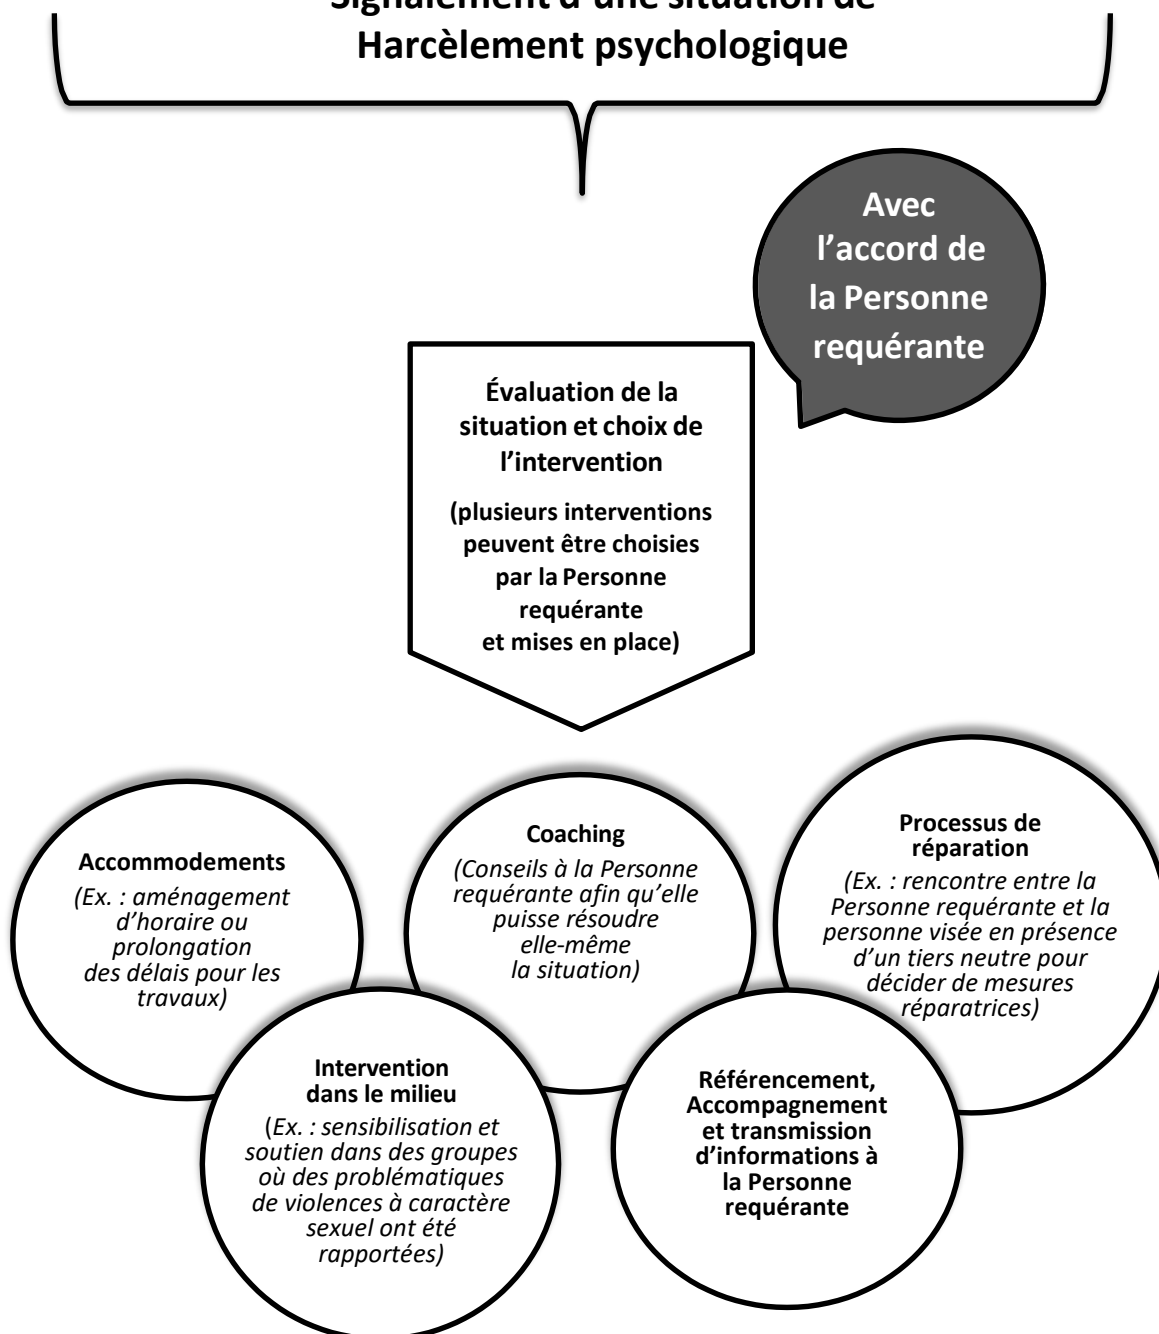 Signalement d'une situation de
Harcèlement psychologique
Avec
l'accord de
la Personne
requérante
Évaluation de la
situation et choix de
l'intervention
(plusieurs interventions
peuvent être choisies
par la Personne
requérante
et mises en place)
Accommodements
(Ex. : aménagement
d'horaire ou
prolongation
des délais pour les
travaux)
Coaching
(Conseils à la Personne
requérante afin qu'elle
puisse résoudre
elle-même
la situation)
Processus de
réparation
(Ex. : rencontre entre la
Personne requérante et la
personne visée en présence
d'un tiers neutre pour
décider de mesures
réparatrices)
Intervention
dans le milieu
(Ex. : sensibilisation et
soutien dans des groupes
où des problématiques
de violences à caractère
sexuel ont été
rapportées)
Référencement,
Accompagnement
et transmission
d'informations à
la Personne
requérante